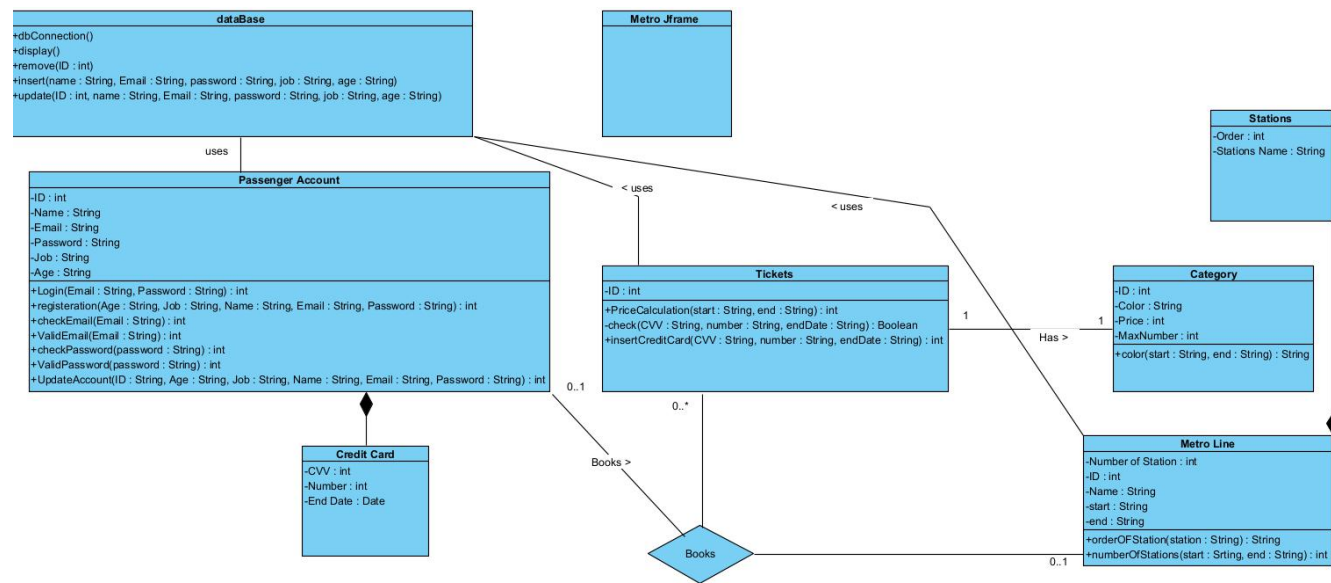 dataBase
+dbConnection()
+display()
+remove(ID : int)
+insert(name : String, Email : String, password : String, job : String, age : String)
+update(ID : int, name : String, Email : String, password : String, job : String, age : String)
Metro Jframe
Stations
-Order : int
-Stations Name : String
uses
< uses
< uses
Passenger Account
-ID : int
-Name : String
-Email : String
-Password : String
-Job : String
-Age : String
+Login(Email : String, Password : String) : int
+registeration(Age : String, Job : String, Name : String, Email : String, Password : String) : int
+checkEmail(Email : String) : int
+ValidEmail(Email : String) : int
+checkPassword(password : String) : int
+ValidPassword(password : String) : int
+UpdateAccount(ID : String, Age : String, Job : String, Name : String, Email : String, Password : String) : int
Tickets
-ID : int
+PriceCalculation(start : String, end : String) : int
-check(CVV : String, number : String, endDate : String) : Boolean
+insertCreditCard(CVV : String, number : String, endDate : String) : int
1
Has >
1
Category
-ID : int
-Color : String
-Price : int
-MaxNumber : int
+color(start : String, end : String) : String
0..1
0..*
Credit Card
-CVV : int
-Number : int
-End Date : Date
Books >
Metro Line
-Number of Station : int
-ID : int
-Name : String
-start : String
-end : String
+orderOFStation(station : String) : String
+numberOfStations(start : Srting, end : String) : int
Books
0..1